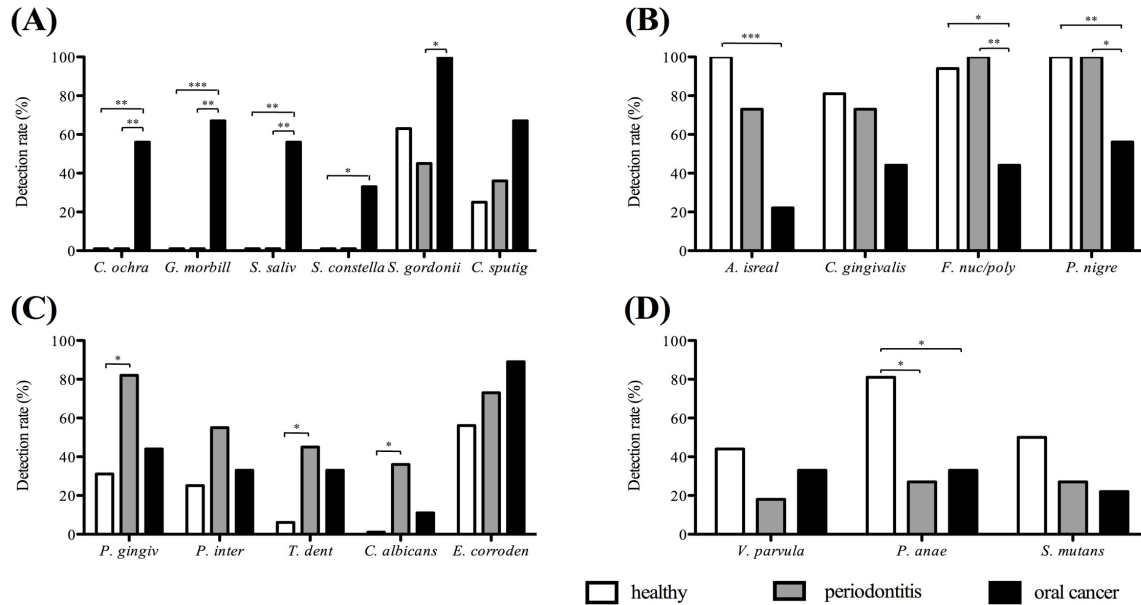 (A)
Detection rate (%)
100
80
60
40
20
0
** ** *** ** ** ** * *
C. ochra G. morbill S. saliv S. constella S. gordonii C. sputig
(B)
Detection rate (%)
100
80
60
40
20
0
*** * ** ** *
A. isreal C. gingivalis F. nuc/poly P. nigre
(C)
Detection rate (%)
100
80
60
40
20
0
* * *
P. gingiv P. inter T. dent C. albicans E. corroden
(D)
Detection rate (%)
100
80
60
40
20
0
* *
V. parvula P. anae S. mutans
healthy periodontitis oral cancer